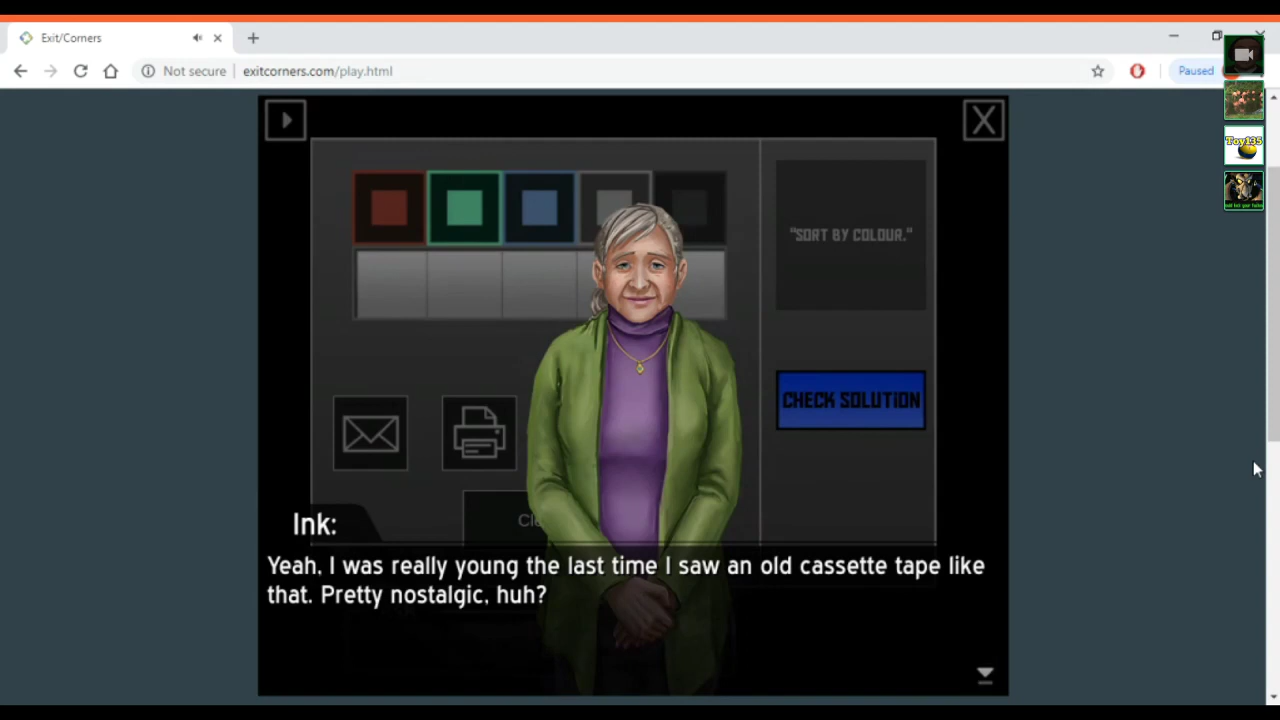 Exit/Corners
Not secure
exitcorners.com/play.html
Paused
Toy135
"SORT BY COLOUR."
CHECK SOLUTION
Ink:
Yeah, I was really young the last time I saw an old cassette tape like
that. Pretty nostalgic, huh?